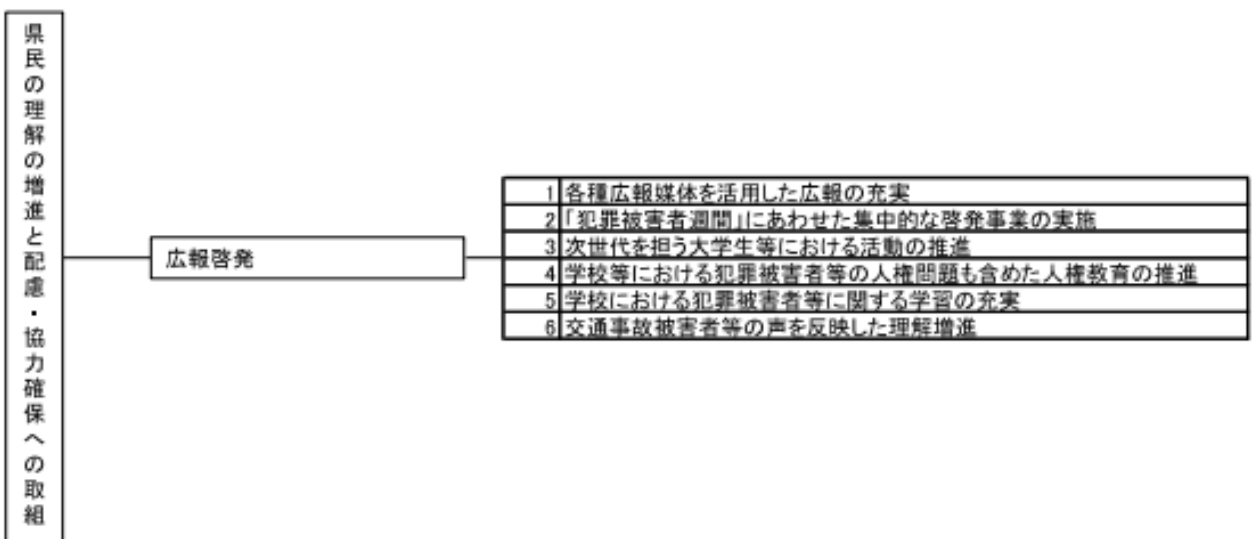 県民の理解の増進と配慮・協力確保への取組
広報啓発
1 各種広報媒体を活用した広報の充実
2 「犯罪被害者週間」にあわせた集中的な啓発事業の実施
3 次世代を担う大学生等における活動の推進
4 学校等における犯罪被害者等の人権問題も含めた人権教育の推進
5 学校における犯罪被害者等に関する学習の充実
6 交通事故被害者等の声を反映した理解増進